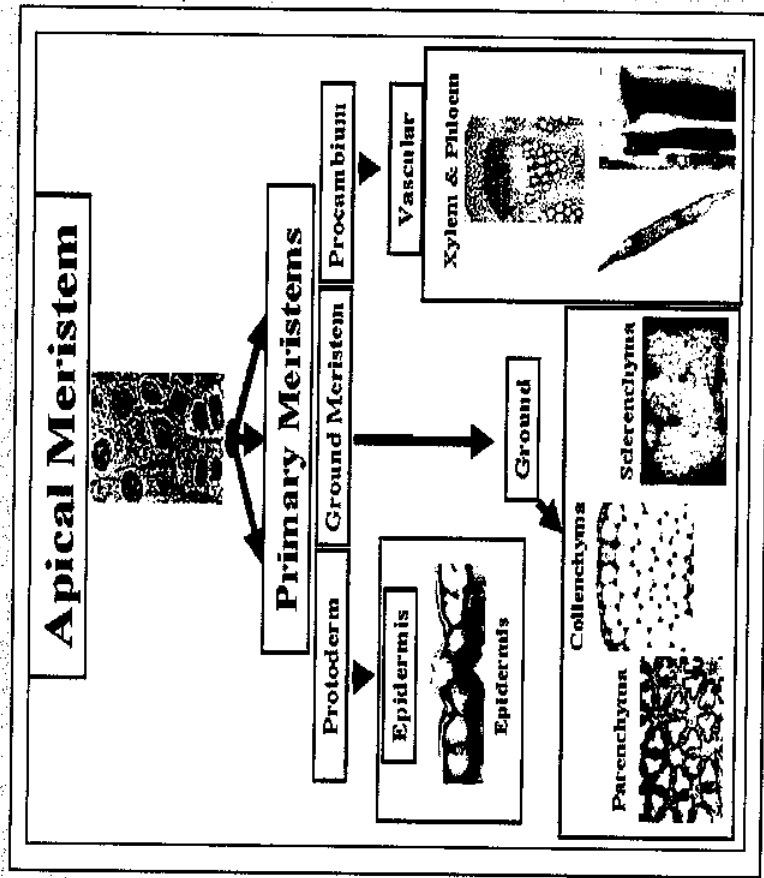 Apical Meristem
Primary Meristems
Protoderm
Ground Meristem
Procambium
Epidermis
Epidermis
Ground
Vascular
Xylem & Phloem
Parenchyma
Collenchyma
Sclerenchyma